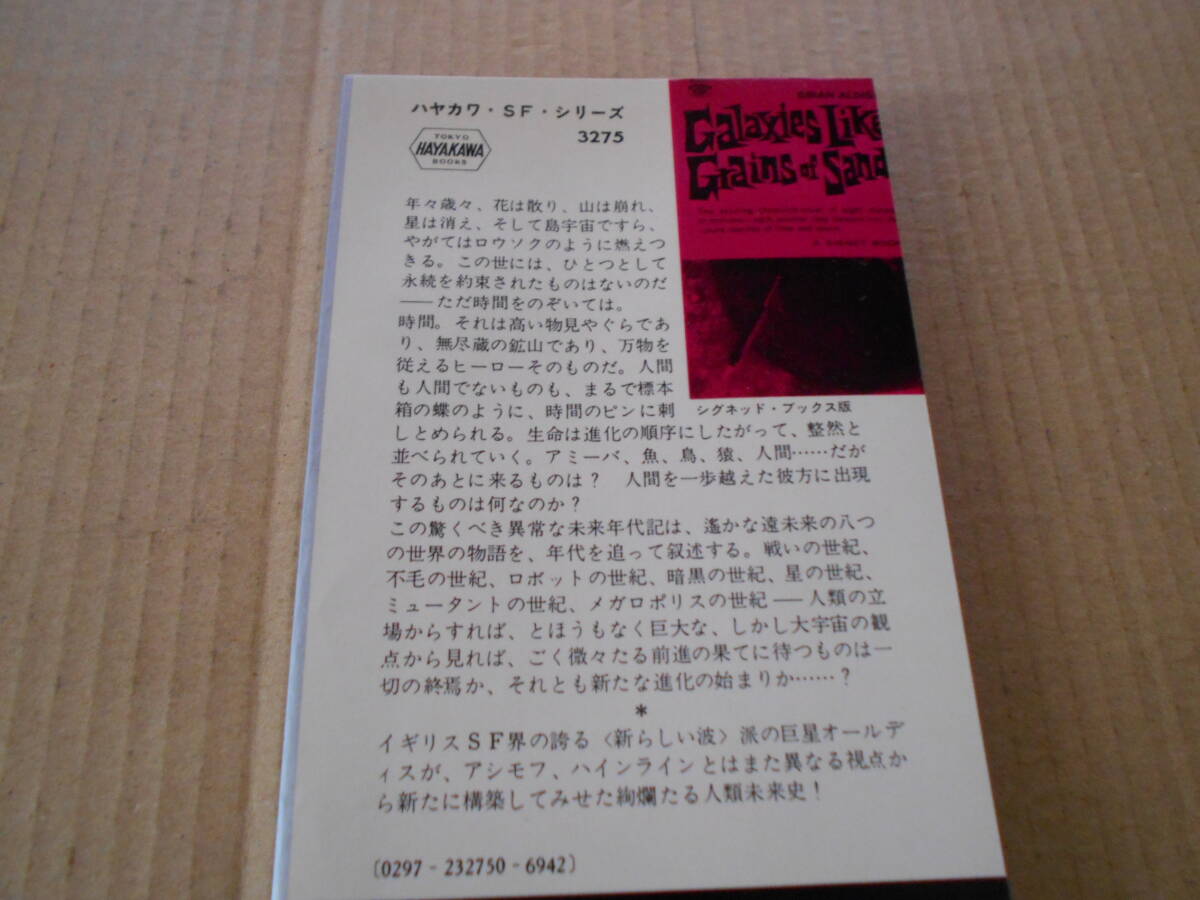 ハヤカワ・SF・シリーズ
3275
TOKYO
HAYAKAWA
BOOKS
BRIAN ALDIS
Galaxies Like
Grains of Sand
A SIGNET BOOK
シグネッド・ブックス版
年々歳々、花は散り、山は崩れ、
星は消え、そして島宇宙ですら、
やがてはロウソクのように燃えつ
きる。この世には、ひとつとして
永続を約束されたものはないのだ
――ただ時間をのぞいては。
時間。それは高い物見やぐらであ
り、無尽蔵の鉱山であり、万物を
従えるヒーローそのものだ。人間
も人間でないものも、まるで標本
箱の蝶のように、時間のピンに刺
しとめられる。生命は進化の順序にしたがって、整然と
並べられていく。アミーバ、魚、鳥、猿、人間……だが
そのあとに来るものは？　人間を一歩越えた彼方に出現
するものは何なのか？
この驚くべき異常な未来年代記は、遙かな遠未来の八つ
の世界の物語を、年代を追って叙述する。戦いの世紀、
不毛の世紀、ロボットの世紀、暗黒の世紀、星の世紀、
ミュータントの世紀、メガロポリスの世紀――人類の立
場からすれば、とほうもなく巨大な、しかし大宇宙の観
点から見れば、ごく微々たる前進の果てに待つものは一
切の終焉か、それとも新たな進化の始まりか……？
＊
イギリスSF界の誇る〈新らしい波〉派の巨星オールデ
ィスが、アシモフ、ハインラインとはまた異なる視点か
ら新たに構築してみせた絢爛たる人類未来史！
〔0297-232750-6942〕